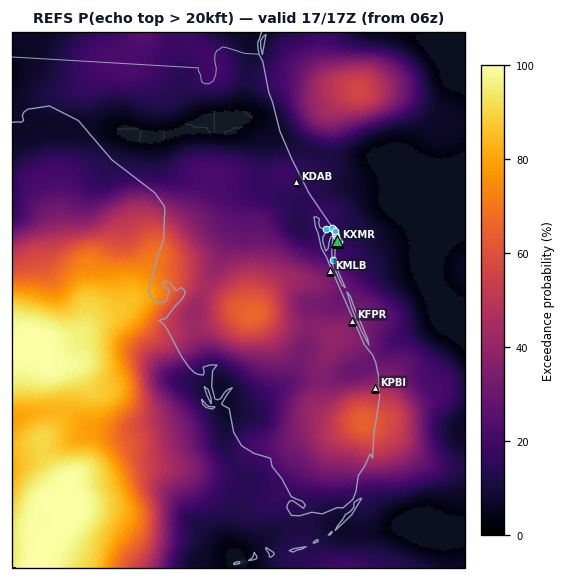 REFS P(echo top > 20kft) — valid 17/17Z (from 06z)
100
80
60
40
20
0
Exceedance probability (%)
KDAB
KXMR
KMLB
KFPR
KPBI